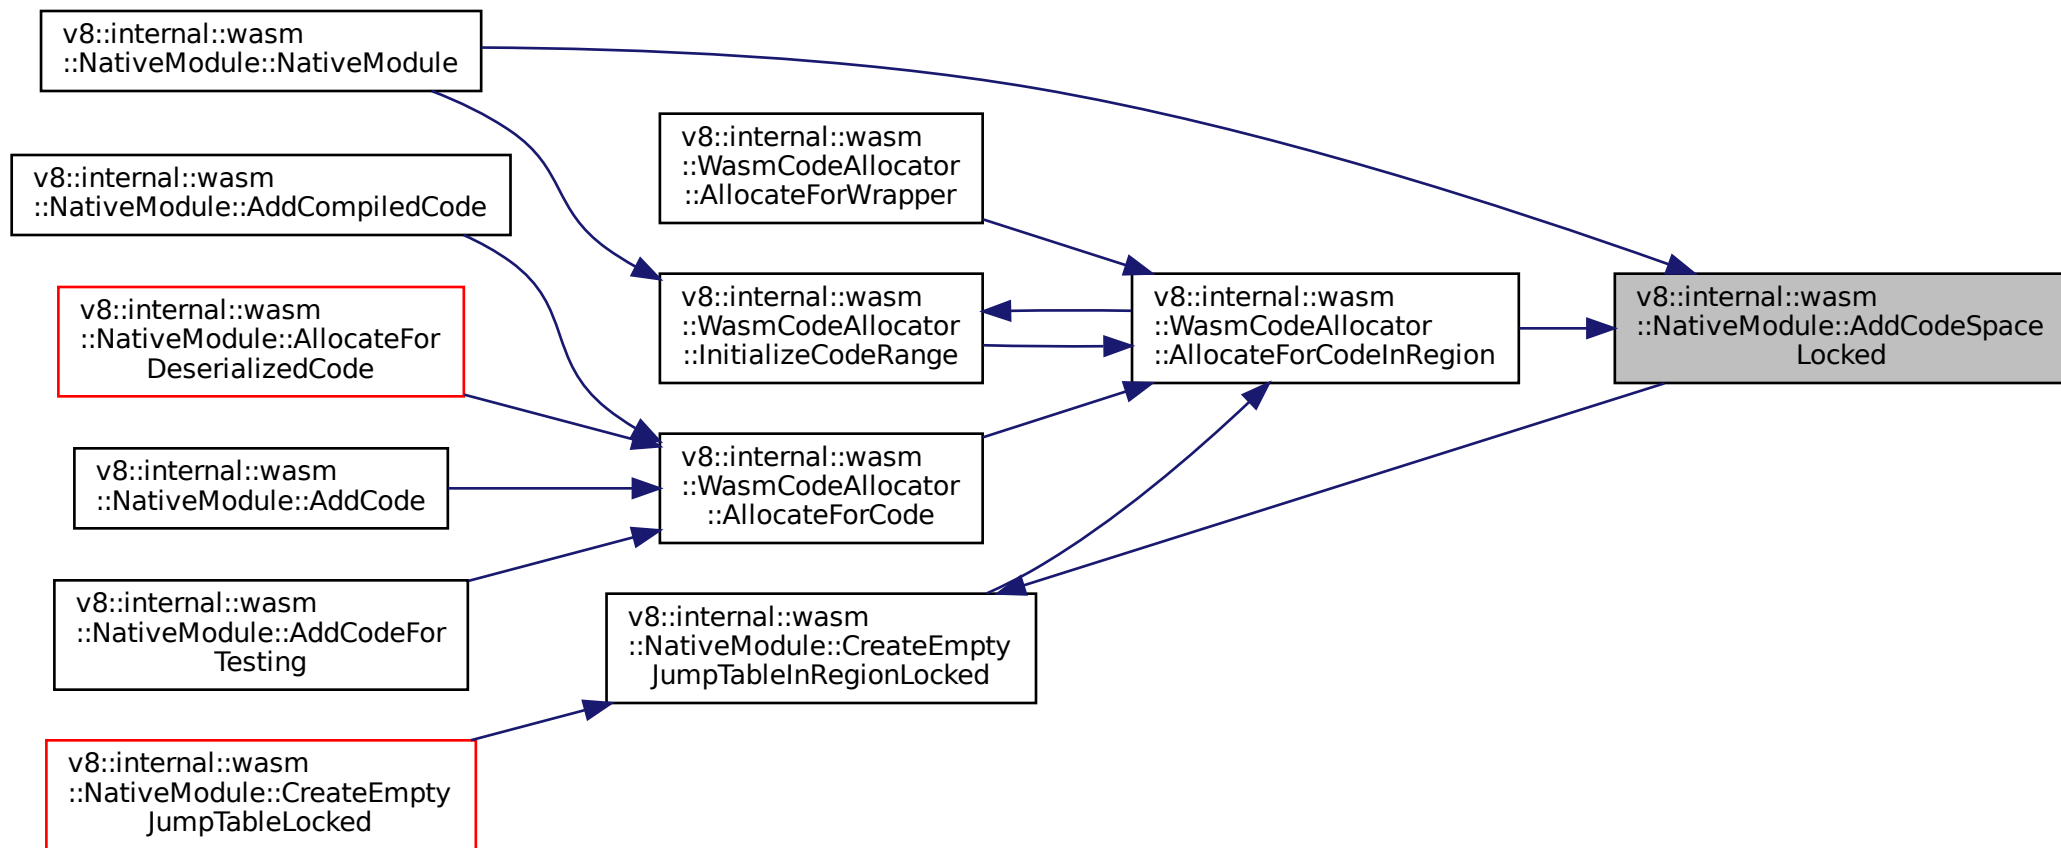 v8::internal::wasm
::NativeModule::NativeModule
v8::internal::wasm
::NativeModule::AddCompiledCode
v8::internal::wasm
::NativeModule::AllocateFor
DeserializedCode
v8::internal::wasm
::NativeModule::AddCode
v8::internal::wasm
::NativeModule::AddCodeFor
Testing
v8::internal::wasm
::NativeModule::CreateEmpty
JumpTableLocked
v8::internal::wasm
::WasmCodeAllocator
::AllocateForWrapper
v8::internal::wasm
::WasmCodeAllocator
::InitializeCodeRange
v8::internal::wasm
::WasmCodeAllocator
::AllocateForCode
v8::internal::wasm
::NativeModule::CreateEmpty
JumpTableInRegionLocked
v8::internal::wasm
::WasmCodeAllocator
::AllocateForCodeInRegion
v8::internal::wasm
::NativeModule::AddCodeSpace
Locked